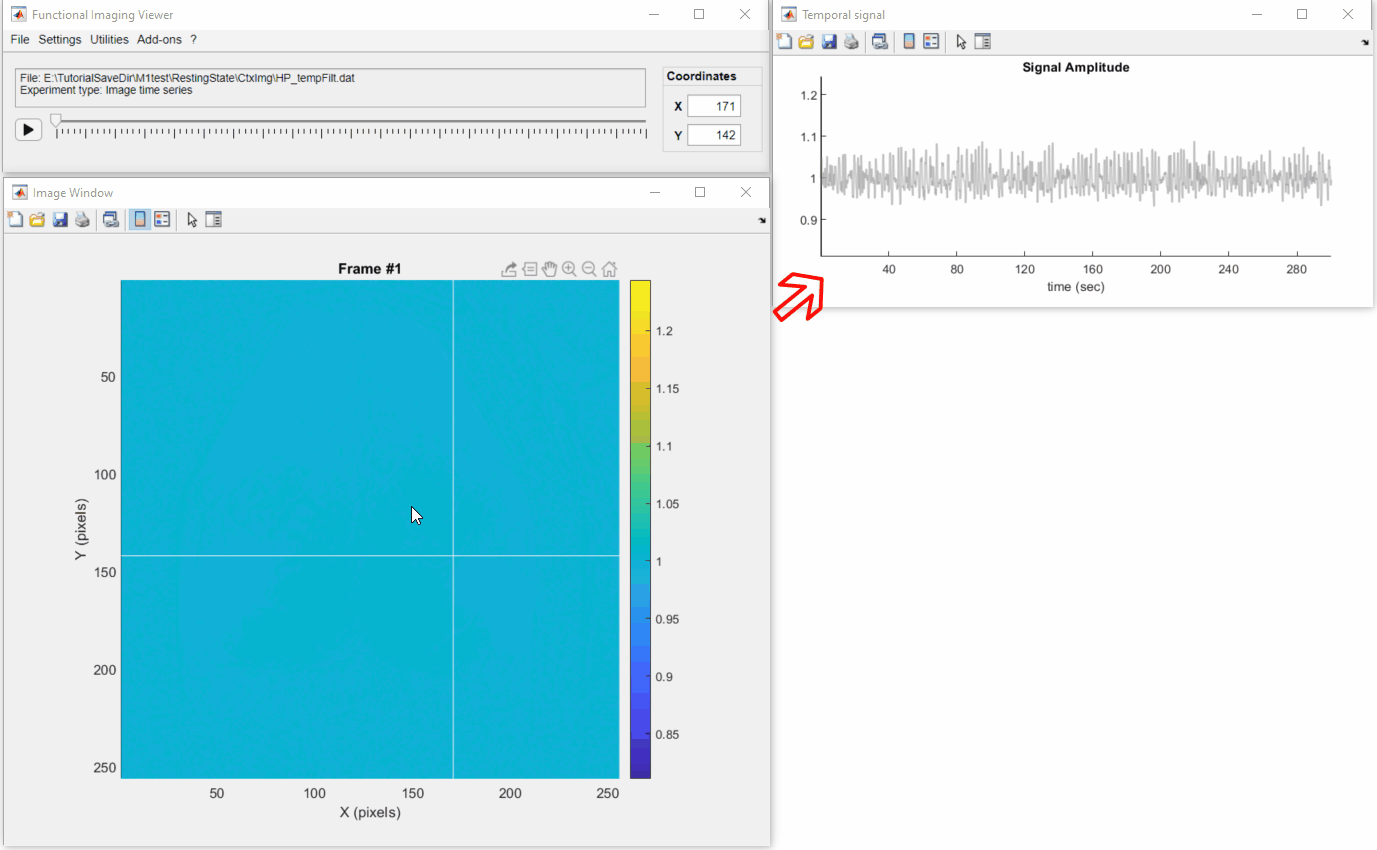 Functional Imaging Viewer
File Settings Utilities Add-ons ?
File: E:\TutorialSaveDir\M1test\RestingState\CtxImg\HP_tempFilt.dat
Experiment type: Image time series
Coordinates
X 171
Y 142
Image Window
Frame #1
50
100
150
200
250
Y (pixels)
50 100 150 200 250
X (pixels)
1.2
1.15
1.1
1.05
1
0.95
0.9
0.85
Temporal signal
Signal Amplitude
1.2
1.1
1
0.9
40 80 120 160 200 240 280
time (sec)